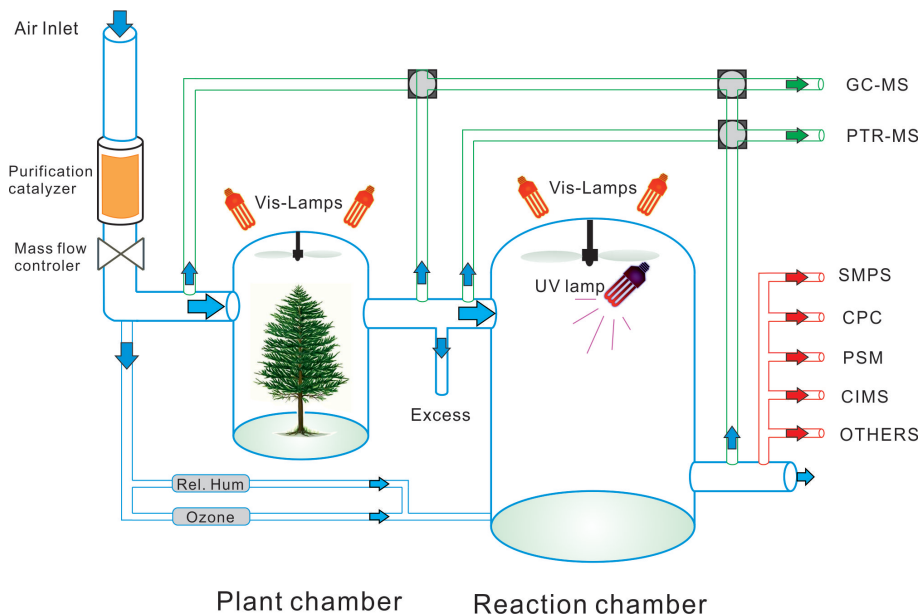 Air Inlet
GC-MS
PTR-MS
Purification
catalyzer
Vis-Lamps
Vis-Lamps
Mass flow
controler
UV lamp
SMPS
CPC
PSM
CIMS
OTHERS
Excess
Rel. Hum
Ozone
Plant chamber
Reaction chamber